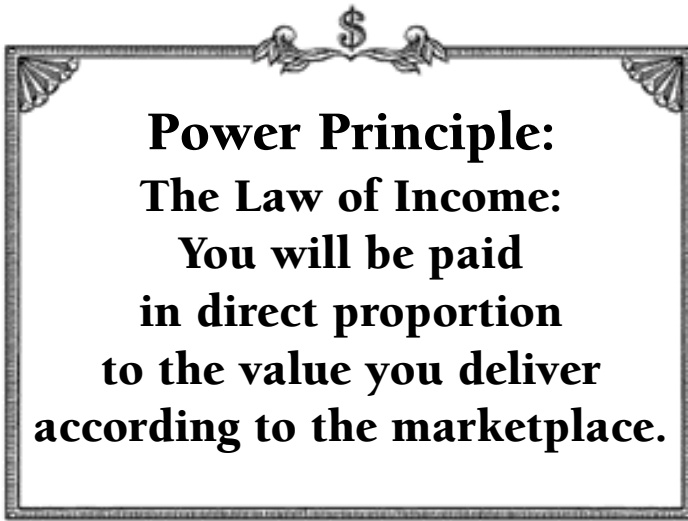 $
Power Principle:
The Law of Income:
You will be paid
in direct proportion
to the value you deliver
according to the marketplace.